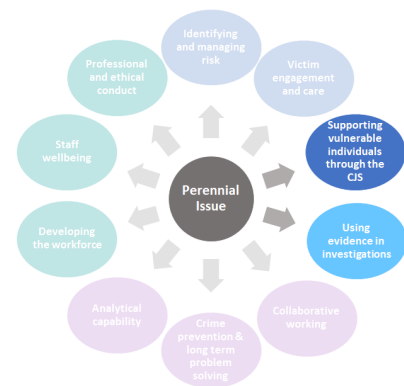 Identifying
and managing
risk
Victim
engagement
and care
Supporting
vulnerable
individuals
through the
CJS
Using
evidence in
investigations
Collaborative
working
Crime
prevention &
long term
problem
solving
Analytical
capability
Developing
the workforce
Staff
wellbeing
Professional
and ethical
conduct
Perennial
Issue